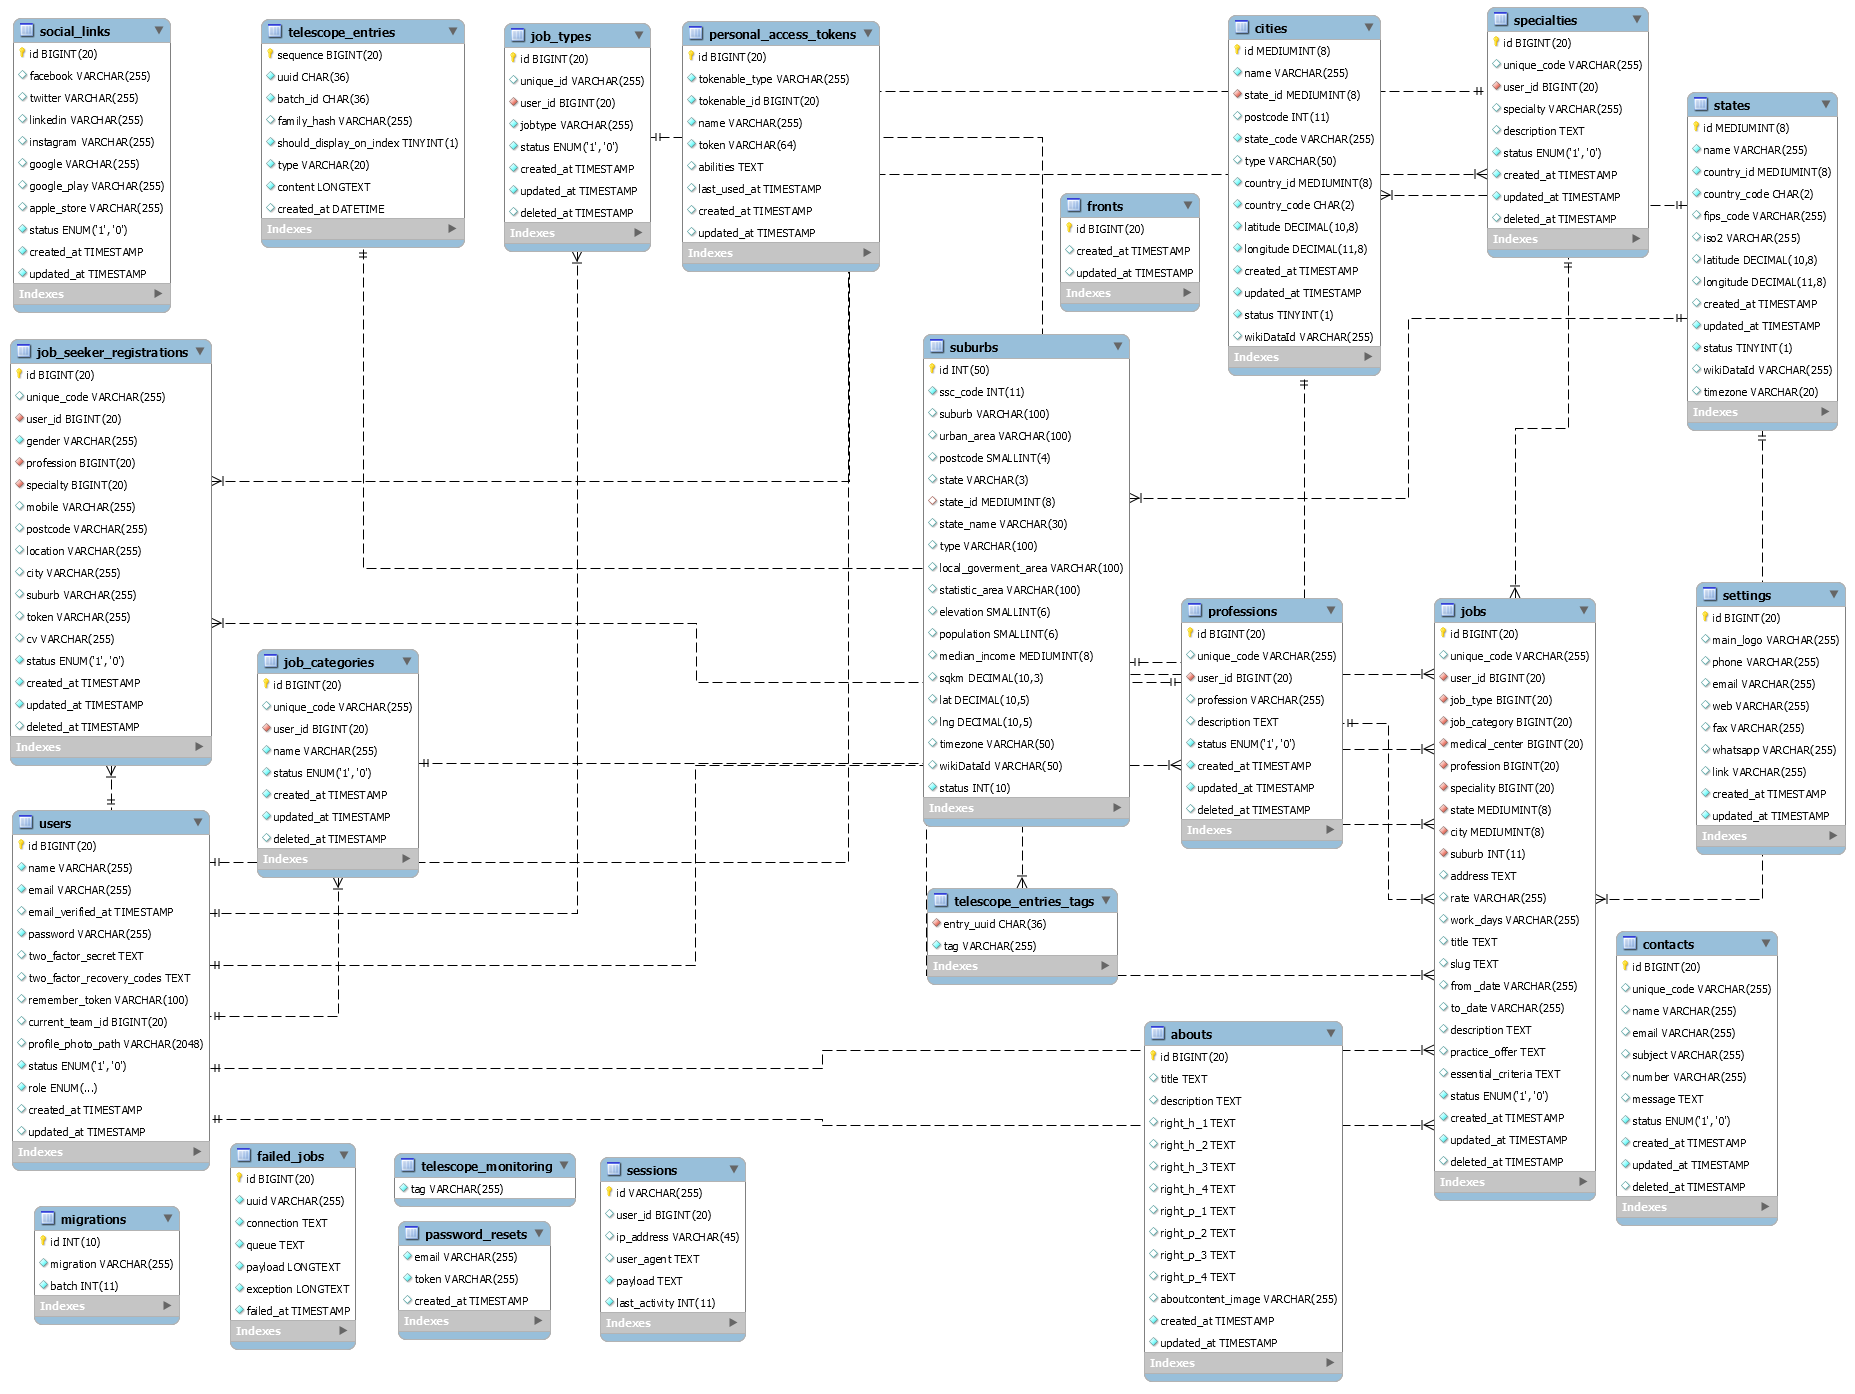 social_links
id BIGINT(20)
facebook VARCHAR(255)
twitter VARCHAR(255)
linkedin VARCHAR(255)
instagram VARCHAR(255)
google VARCHAR(255)
google_play VARCHAR(255)
apple_store VARCHAR(255)
status ENUM('1','0')
created_at TIMESTAMP
updated_at TIMESTAMP
Indexes
telescope_entries
sequence BIGINT(20)
uuid CHAR(36)
batch_id CHAR(36)
family_hash VARCHAR(255)
should_display_on_index TINYINT(1)
type VARCHAR(20)
content LONGTEXT
created_at DATETIME
Indexes
job_types
id BIGINT(20)
unique_id VARCHAR(255)
user_id BIGINT(20)
jobtype VARCHAR(255)
status ENUM('1','0')
created_at TIMESTAMP
updated_at TIMESTAMP
deleted_at TIMESTAMP
Indexes
personal_access_tokens
id BIGINT(20)
tokenable_type VARCHAR(255)
tokenable_id BIGINT(20)
name VARCHAR(255)
token VARCHAR(64)
abilities TEXT
last_used_at TIMESTAMP
created_at TIMESTAMP
updated_at TIMESTAMP
Indexes
fronts
id BIGINT(20)
created_at TIMESTAMP
updated_at TIMESTAMP
Indexes
cities
id MEDIUMINT(8)
name VARCHAR(255)
state_id MEDIUMINT(8)
postcode INT(11)
state_code VARCHAR(255)
type VARCHAR(50)
country_id MEDIUMINT(8)
country_code CHAR(2)
latitude DECIMAL(10,8)
longitude DECIMAL(11,8)
created_at TIMESTAMP
updated_at TIMESTAMP
status TINYINT(1)
wikiDataId VARCHAR(255)
Indexes
specialties
id BIGINT(20)
unique_code VARCHAR(255)
user_id BIGINT(20)
specialty VARCHAR(255)
description TEXT
status ENUM('1','0')
created_at TIMESTAMP
updated_at TIMESTAMP
deleted_at TIMESTAMP
Indexes
states
id MEDIUMINT(8)
name VARCHAR(255)
country_id MEDIUMINT(8)
country_code CHAR(2)
fips_code VARCHAR(255)
iso2 VARCHAR(255)
latitude DECIMAL(10,8)
longitude DECIMAL(11,8)
created_at TIMESTAMP
updated_at TIMESTAMP
status TINYINT(1)
wikiDataId VARCHAR(255)
timezone VARCHAR(20)
Indexes
job_seeker_registrations
id BIGINT(20)
unique_code VARCHAR(255)
user_id BIGINT(20)
gender VARCHAR(255)
profession BIGINT(20)
specialty BIGINT(20)
mobile VARCHAR(255)
postcode VARCHAR(255)
location VARCHAR(255)
city VARCHAR(255)
suburb VARCHAR(255)
token VARCHAR(255)
cv VARCHAR(255)
status ENUM('1','0')
created_at TIMESTAMP
updated_at TIMESTAMP
deleted_at TIMESTAMP
Indexes
suburbs
id INT(50)
ssc_code INT(11)
suburb VARCHAR(100)
urban_area VARCHAR(100)
postcode SMALLINT(4)
state VARCHAR(3)
state_id MEDIUMINT(8)
state_name VARCHAR(30)
type VARCHAR(100)
local_goverment_area VARCHAR(100)
statistic_area VARCHAR(100)
elevation SMALLINT(6)
population SMALLINT(6)
median_income MEDIUMINT(8)
sqkm DECIMAL(10,3)
lat DECIMAL(10,5)
lng DECIMAL(10,5)
timezone VARCHAR(50)
wikiDataId VARCHAR(50)
status INT(10)
Indexes
job_categories
id BIGINT(20)
unique_code VARCHAR(255)
user_id BIGINT(20)
name VARCHAR(255)
status ENUM('1','0')
created_at TIMESTAMP
updated_at TIMESTAMP
deleted_at TIMESTAMP
Indexes
professions
id BIGINT(20)
unique_code VARCHAR(255)
user_id BIGINT(20)
profession VARCHAR(255)
description TEXT
status ENUM('1','0')
created_at TIMESTAMP
updated_at TIMESTAMP
deleted_at TIMESTAMP
Indexes
jobs
id BIGINT(20)
unique_code VARCHAR(255)
user_id BIGINT(20)
job_type BIGINT(20)
job_category BIGINT(20)
medical_center BIGINT(20)
profession BIGINT(20)
speciality BIGINT(20)
state MEDIUMINT(8)
city MEDIUMINT(8)
suburb INT(11)
address TEXT
rate VARCHAR(255)
work_days VARCHAR(255)
title TEXT
slug TEXT
from_date VARCHAR(255)
to_date VARCHAR(255)
description TEXT
practice_offer TEXT
essential_criteria TEXT
status ENUM('1','0')
created_at TIMESTAMP
updated_at TIMESTAMP
deleted_at TIMESTAMP
Indexes
settings
id BIGINT(20)
main_logo VARCHAR(255)
phone VARCHAR(255)
email VARCHAR(255)
web VARCHAR(255)
fax VARCHAR(255)
whatsapp VARCHAR(255)
link VARCHAR(255)
created_at TIMESTAMP
updated_at TIMESTAMP
Indexes
users
id BIGINT(20)
name VARCHAR(255)
email VARCHAR(255)
email_verified_at TIMESTAMP
password VARCHAR(255)
two_factor_secret TEXT
two_factor_recovery_codes TEXT
remember_token VARCHAR(100)
current_team_id BIGINT(20)
profile_photo_path VARCHAR(2048)
status ENUM('1','0')
role ENUM(...)
created_at TIMESTAMP
updated_at TIMESTAMP
Indexes
telescope_entries_tags
entry_uuid CHAR(36)
tag VARCHAR(255)
Indexes
contacts
id BIGINT(20)
unique_code VARCHAR(255)
name VARCHAR(255)
email VARCHAR(255)
subject VARCHAR(255)
number VARCHAR(255)
message TEXT
status ENUM('1','0')
created_at TIMESTAMP
updated_at TIMESTAMP
deleted_at TIMESTAMP
Indexes
abouts
id BIGINT(20)
title TEXT
description TEXT
right_h_1 TEXT
right_h_2 TEXT
right_h_3 TEXT
right_h_4 TEXT
right_p_1 TEXT
right_p_2 TEXT
right_p_3 TEXT
right_p_4 TEXT
aboutcontent_image VARCHAR(255)
created_at TIMESTAMP
updated_at TIMESTAMP
Indexes
migrations
id INT(10)
migration VARCHAR(255)
batch INT(11)
Indexes
failed_jobs
id BIGINT(20)
uuid VARCHAR(255)
connection TEXT
queue TEXT
payload LONGTEXT
exception LONGTEXT
failed_at TIMESTAMP
Indexes
telescope_monitoring
tag VARCHAR(255)
password_resets
email VARCHAR(255)
token VARCHAR(255)
created_at TIMESTAMP
Indexes
sessions
id VARCHAR(255)
user_id BIGINT(20)
ip_address VARCHAR(45)
user_agent TEXT
payload TEXT
last_activity INT(11)
Indexes